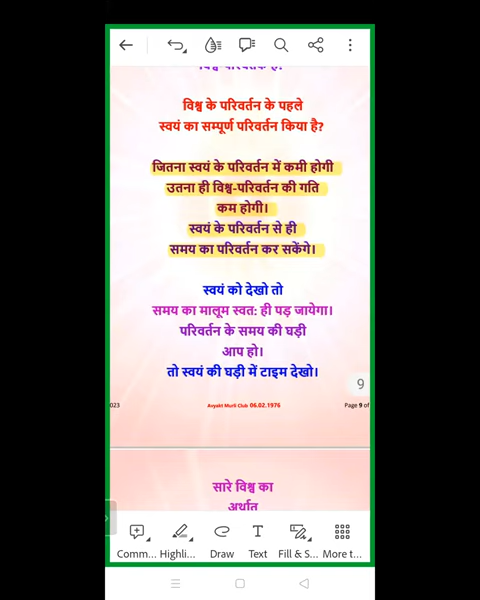 विश्व के परिवर्तन के पहले
स्वयं का सम्पूर्ण परिवर्तन किया है?
जितना स्वयं के परिवर्तन में कमी होगी
उतना ही विश्व-परिवर्तन की गति
कम होगी।
स्वयं के परिवर्तन से ही
समय का परिवर्तन कर सकेंगे।
स्वयं को देखो तो
समय का मालूम स्वत: ही पड़ जायेगा।
परिवर्तन के समय की घड़ी
आप हो।
तो स्वयं की घड़ी में टाइम देखो।
9
023 Avyakt Murli Club 06.02.1976 Page 9 of
सारे विश्व का
अर्थात
Comm... Highli... Draw Text Fill & S... More t...